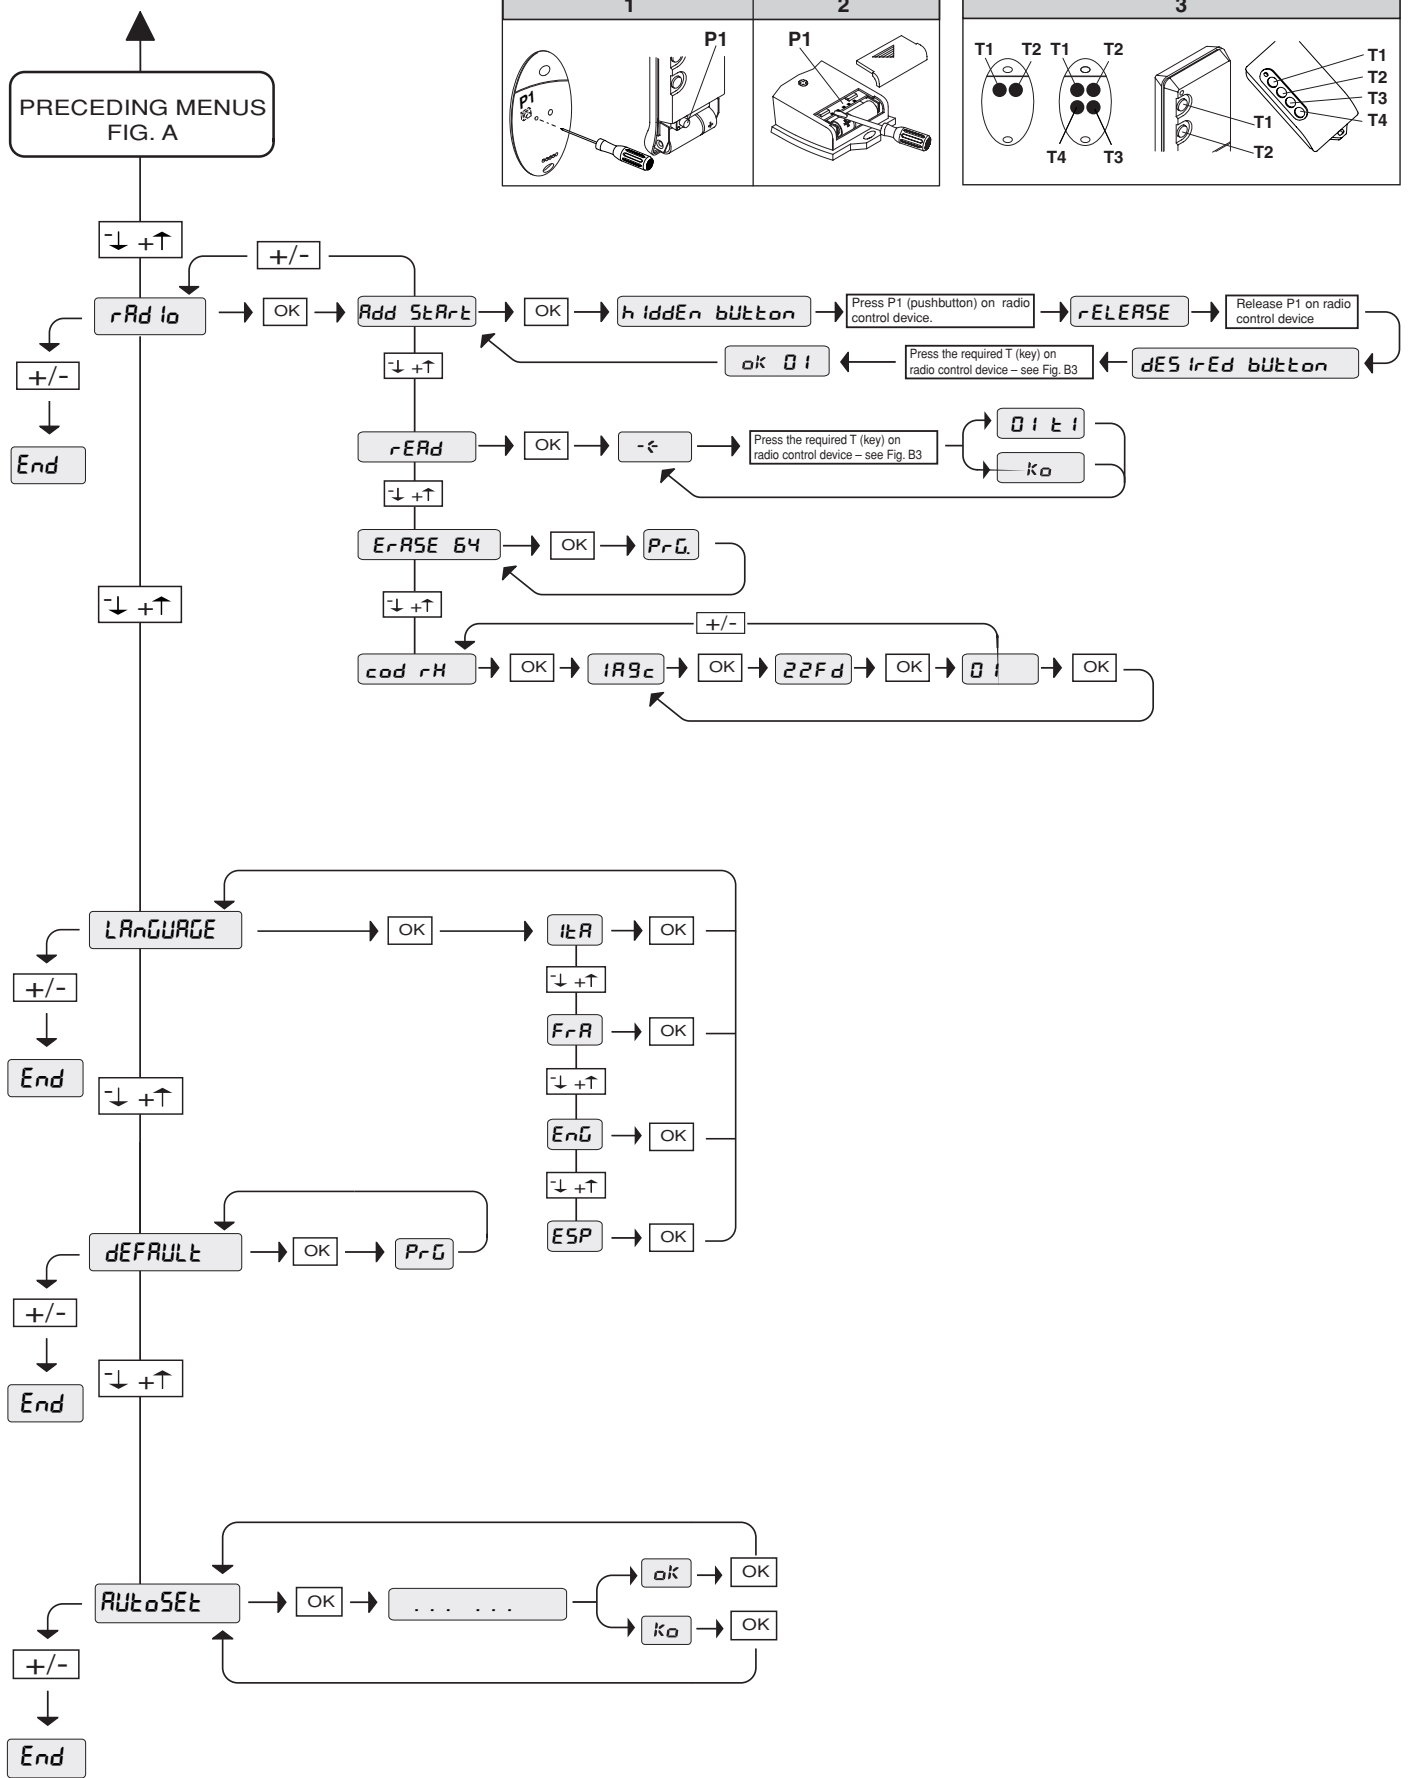 1
2
3
P1
P1
P1
T1
T2
T1
T2
T4
T3
T1
T2
T1
T2
T3
T4
PRECEDING MENUS
FIG. A
-↓ +↑
+/-
rAdIo
OK
Add StArt
OK
hIddEn bUtton
Press P1 (pushbutton) on radio
control device.
rELEASE
Release P1 on radio
control device
+/-
End
-↓ +↑
oK 01
Press the required T (key) on
radio control device – see Fig. B3
dESIrEd bUtton
rEAd
OK
Press the required T (key) on
radio control device – see Fig. B3
01 t1
Ko
-↓ +↑
ErASE 64
OK
PrG.
-↓ +↑
-↓ +↑
+/-
cod rH
OK
1A9c
OK
22Fd
OK
01
OK
LAnGUAGE
OK
ItA
OK
+/-
End
-↓ +↑
FrA
OK
-↓ +↑
EnG
OK
-↓ +↑
ESP
OK
-↓ +↑
dEFAULt
OK
PrG
+/-
End
-↓ +↑
AUtoSEt
OK
... ...
oK
OK
Ko
OK
+/-
End